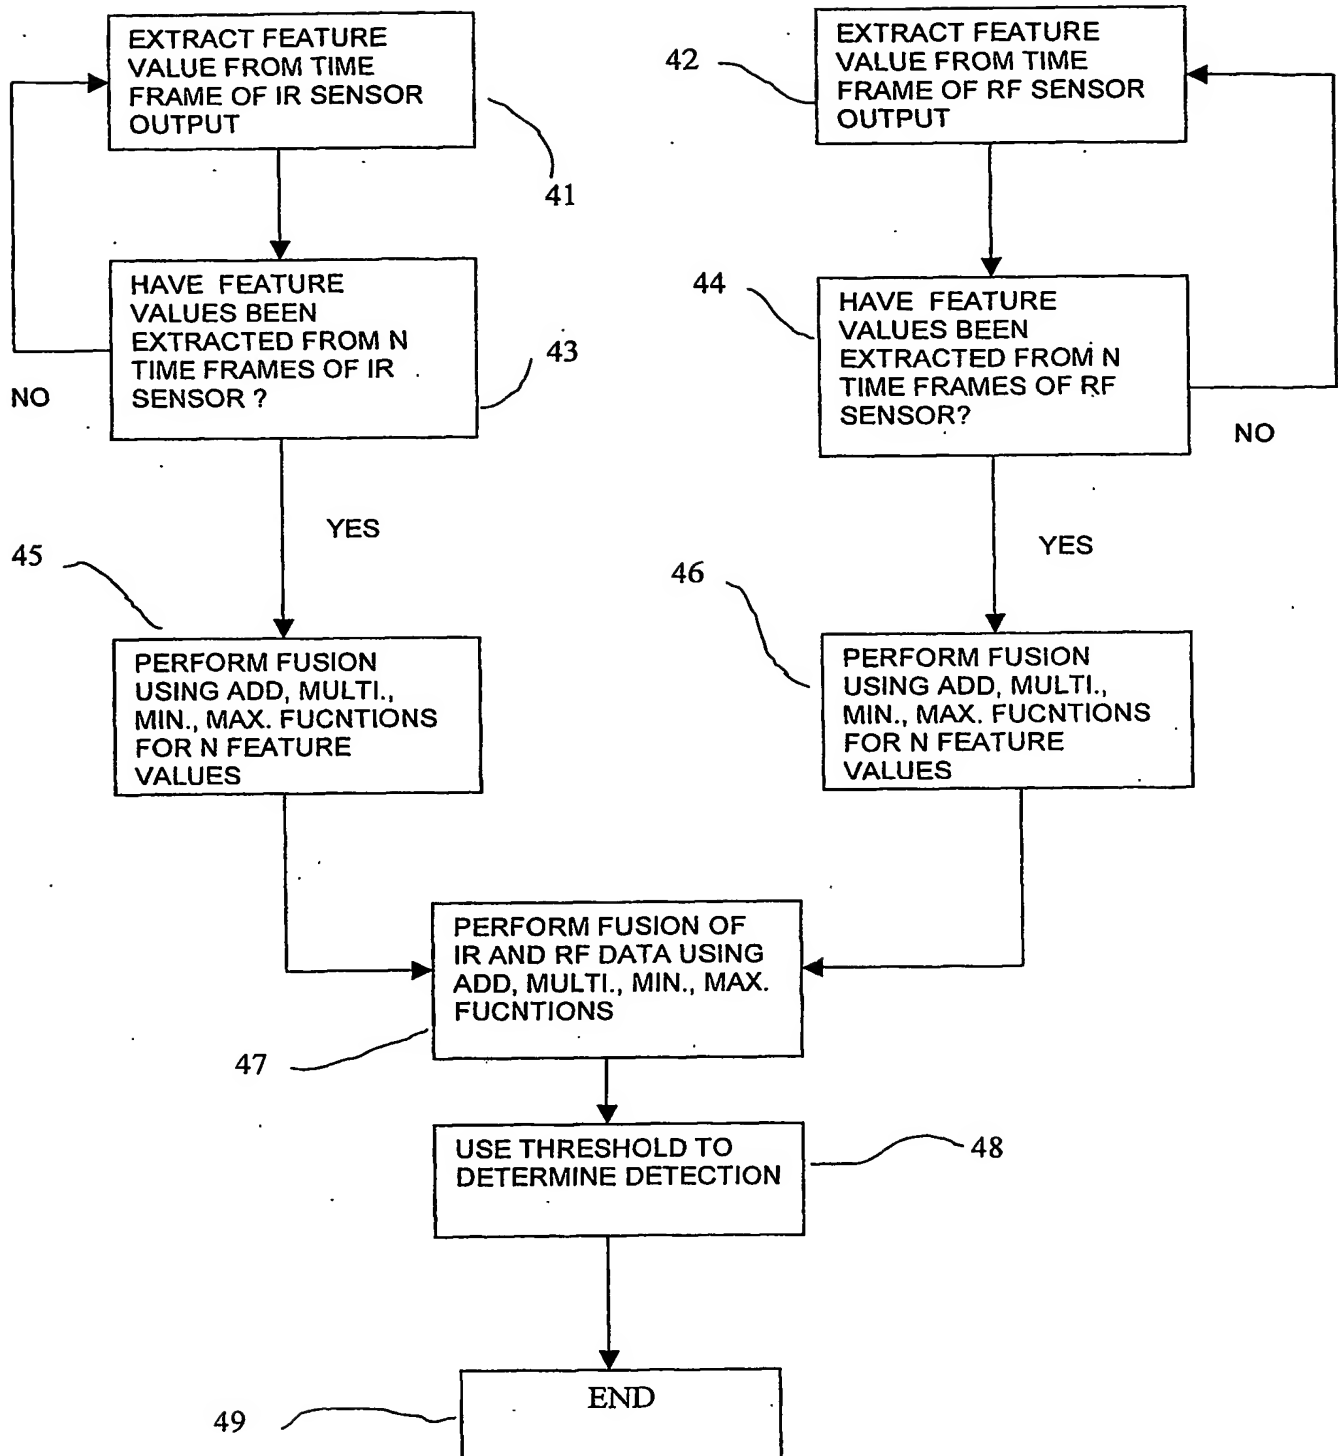 EXTRACT FEATURE
VALUE FROM TIME
FRAME OF IR SENSOR
OUTPUT
41
EXTRACT FEATURE
VALUE FROM TIME
FRAME OF RF SENSOR
OUTPUT
42
HAVE FEATURE
VALUES BEEN
EXTRACTED FROM N
TIME FRAMES OF IR
SENSOR ?
43
NO
HAVE FEATURE
VALUES BEEN
EXTRACTED FROM N
TIME FRAMES OF RF
SENSOR?
44
NO
YES
YES
45
PERFORM FUSION
USING ADD, MULTI.,
MIN., MAX. FUCNTIONS
FOR N FEATURE
VALUES
46
PERFORM FUSION
USING ADD, MULTI.,
MIN., MAX. FUCNTIONS
FOR N FEATURE
VALUES
PERFORM FUSION OF
IR AND RF DATA USING
ADD, MULTI., MIN., MAX.
FUCNTIONS
47
USE THRESHOLD TO
DETERMINE DETECTION
48
END
49